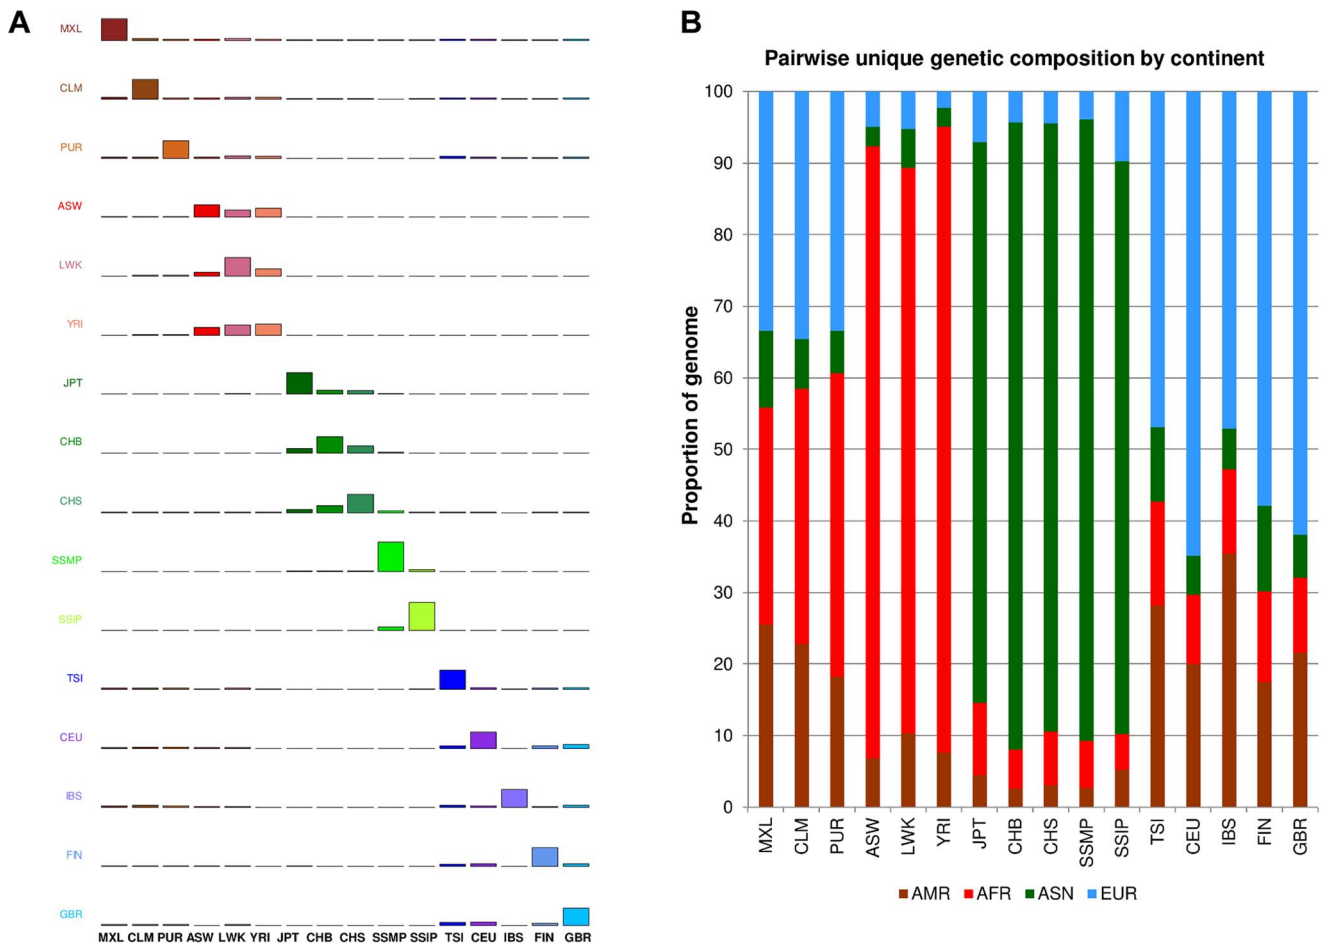 A
MXL
CLM
PUR
ASW
LWK
YRI
JPT
CHB
CHS
SSMP
SSIP
TSI
CEU
IBS
FIN
GBR
MXL CLM PUR ASW LWK YRI JPT CHB CHS SSMP SSIP TSI CEU IBS FIN GBR
B
Pairwise unique genetic composition by continent
Proportion of genome
100
90
80
70
60
50
40
30
20
10
0
MXL CLM PUR ASW LWK YRI JPT CHB CHS SSMP SSIP TSI CEU IBS FIN GBR
AMR AFR ASN EUR